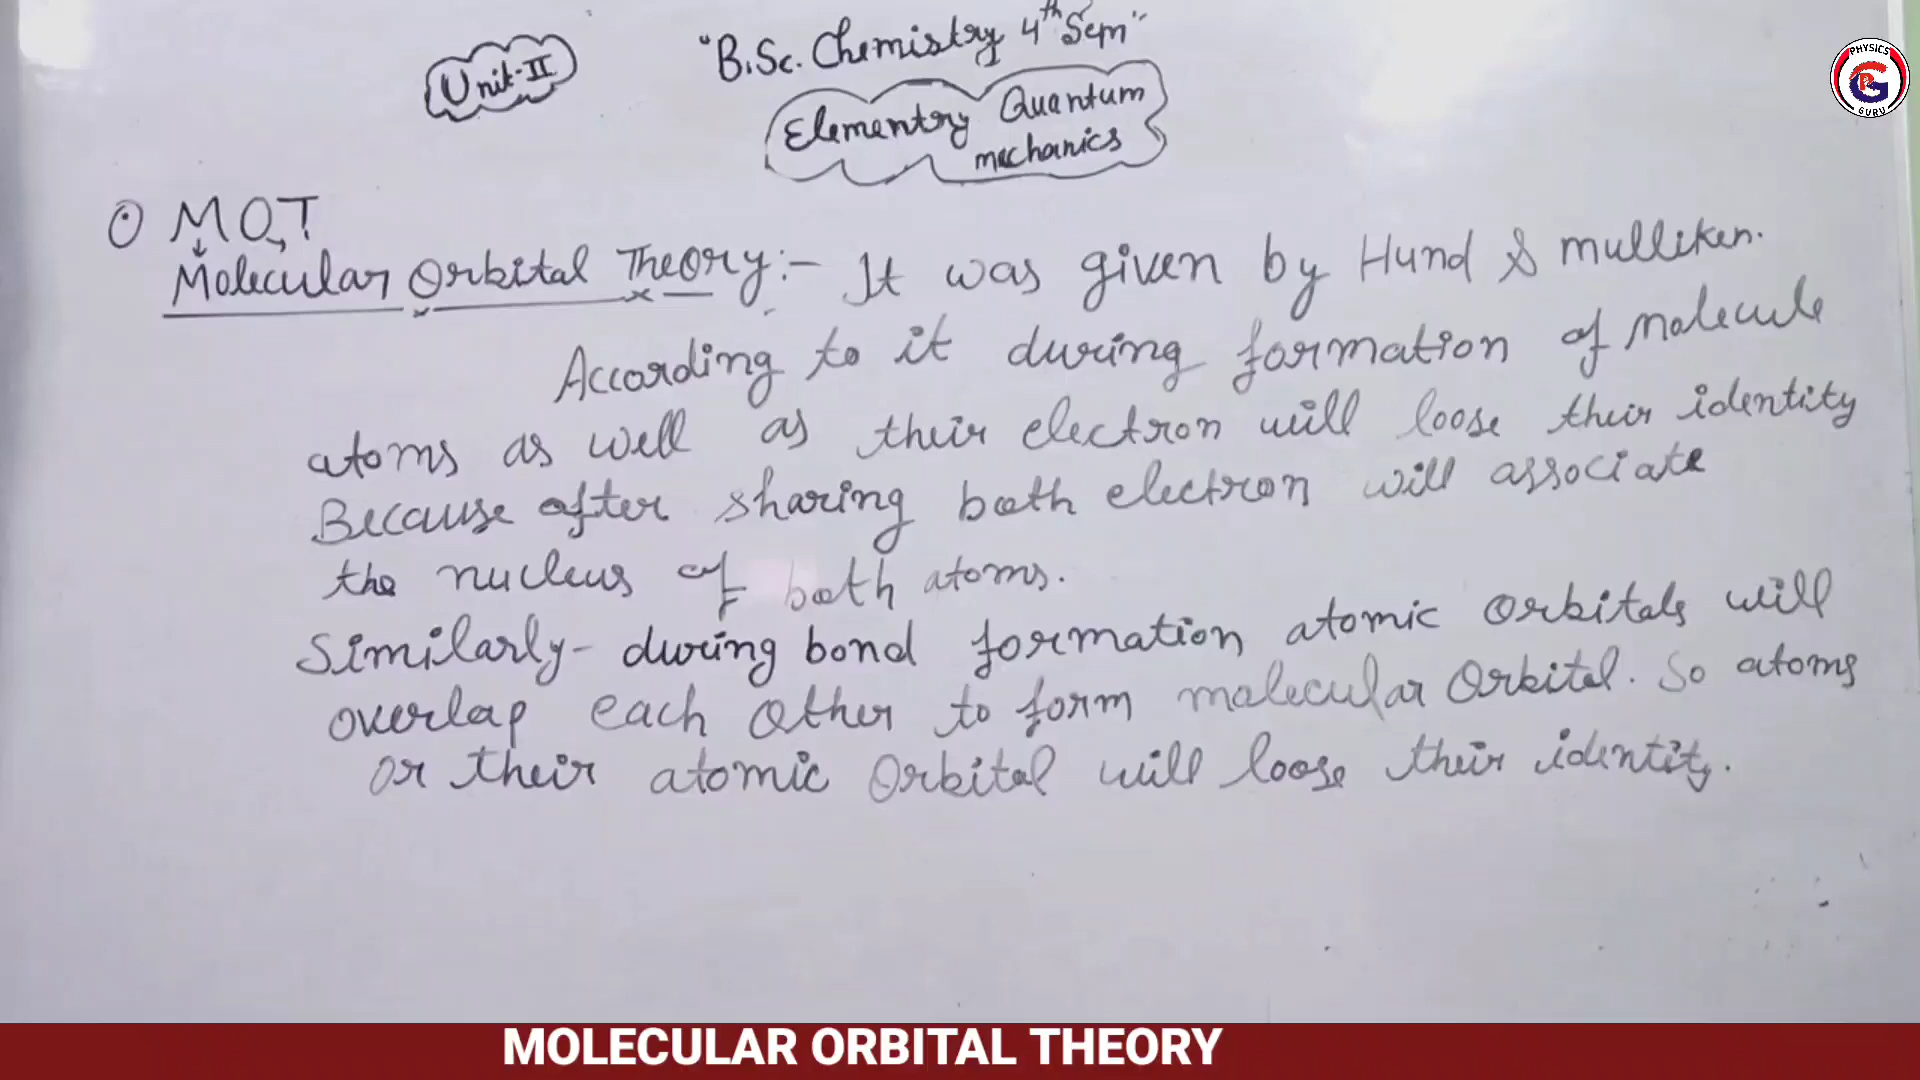 Unit-II
"B.Sc. Chemistry 4th Sem"
Elementry Quantum
mechanics
PHYSICS
GURU
MOT
Molecular Orbital Theory:- It was given by Hund & mulliken.
According to it during formation of molecule
atoms as well as their electron will loose their identity
Because after sharing both electron will associate
the nucleus of both atoms.
Similarly- during bond formation atomic orbitals will
overlap each other to form molecular Orbital. So atoms
or their atomic Orbital will loose their identity.
MOLECULAR ORBITAL THEORY